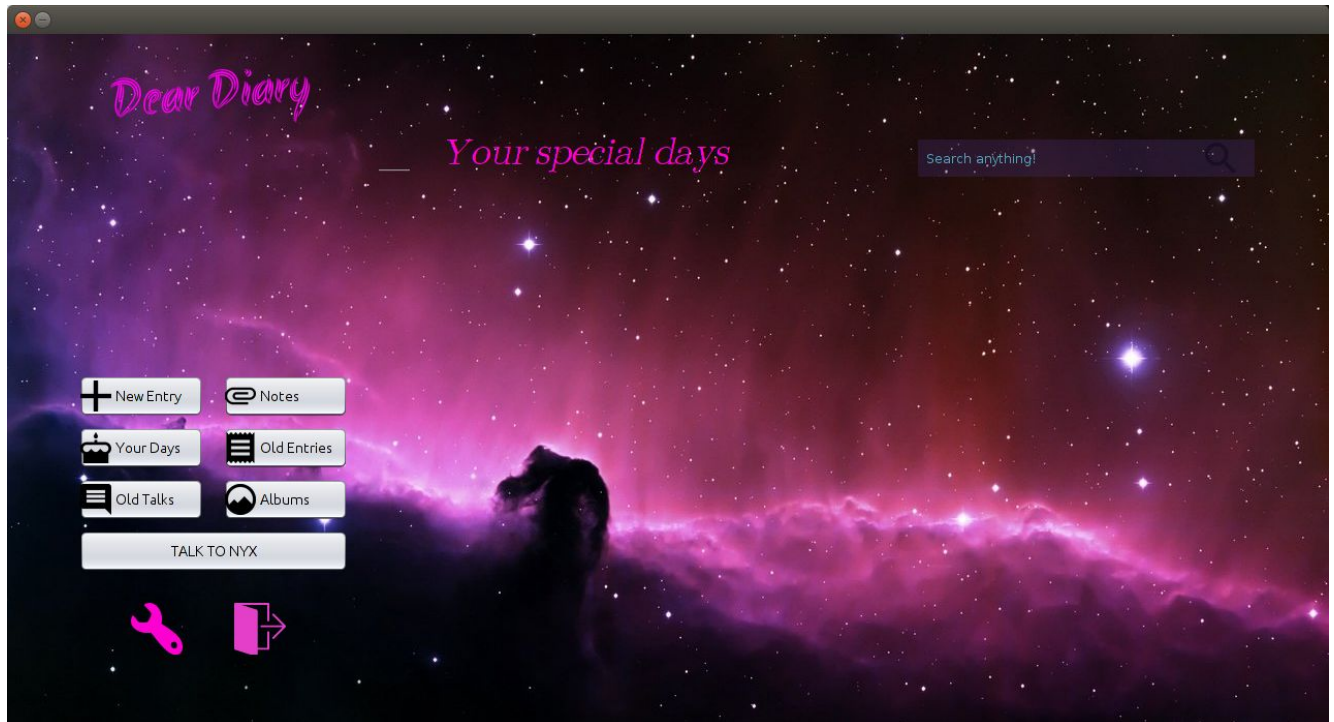 Dear Diary
Your special days
Search anything!
New Entry
Notes
Your Days
Old Entries
Old Talks
Albums
TALK TO NYX